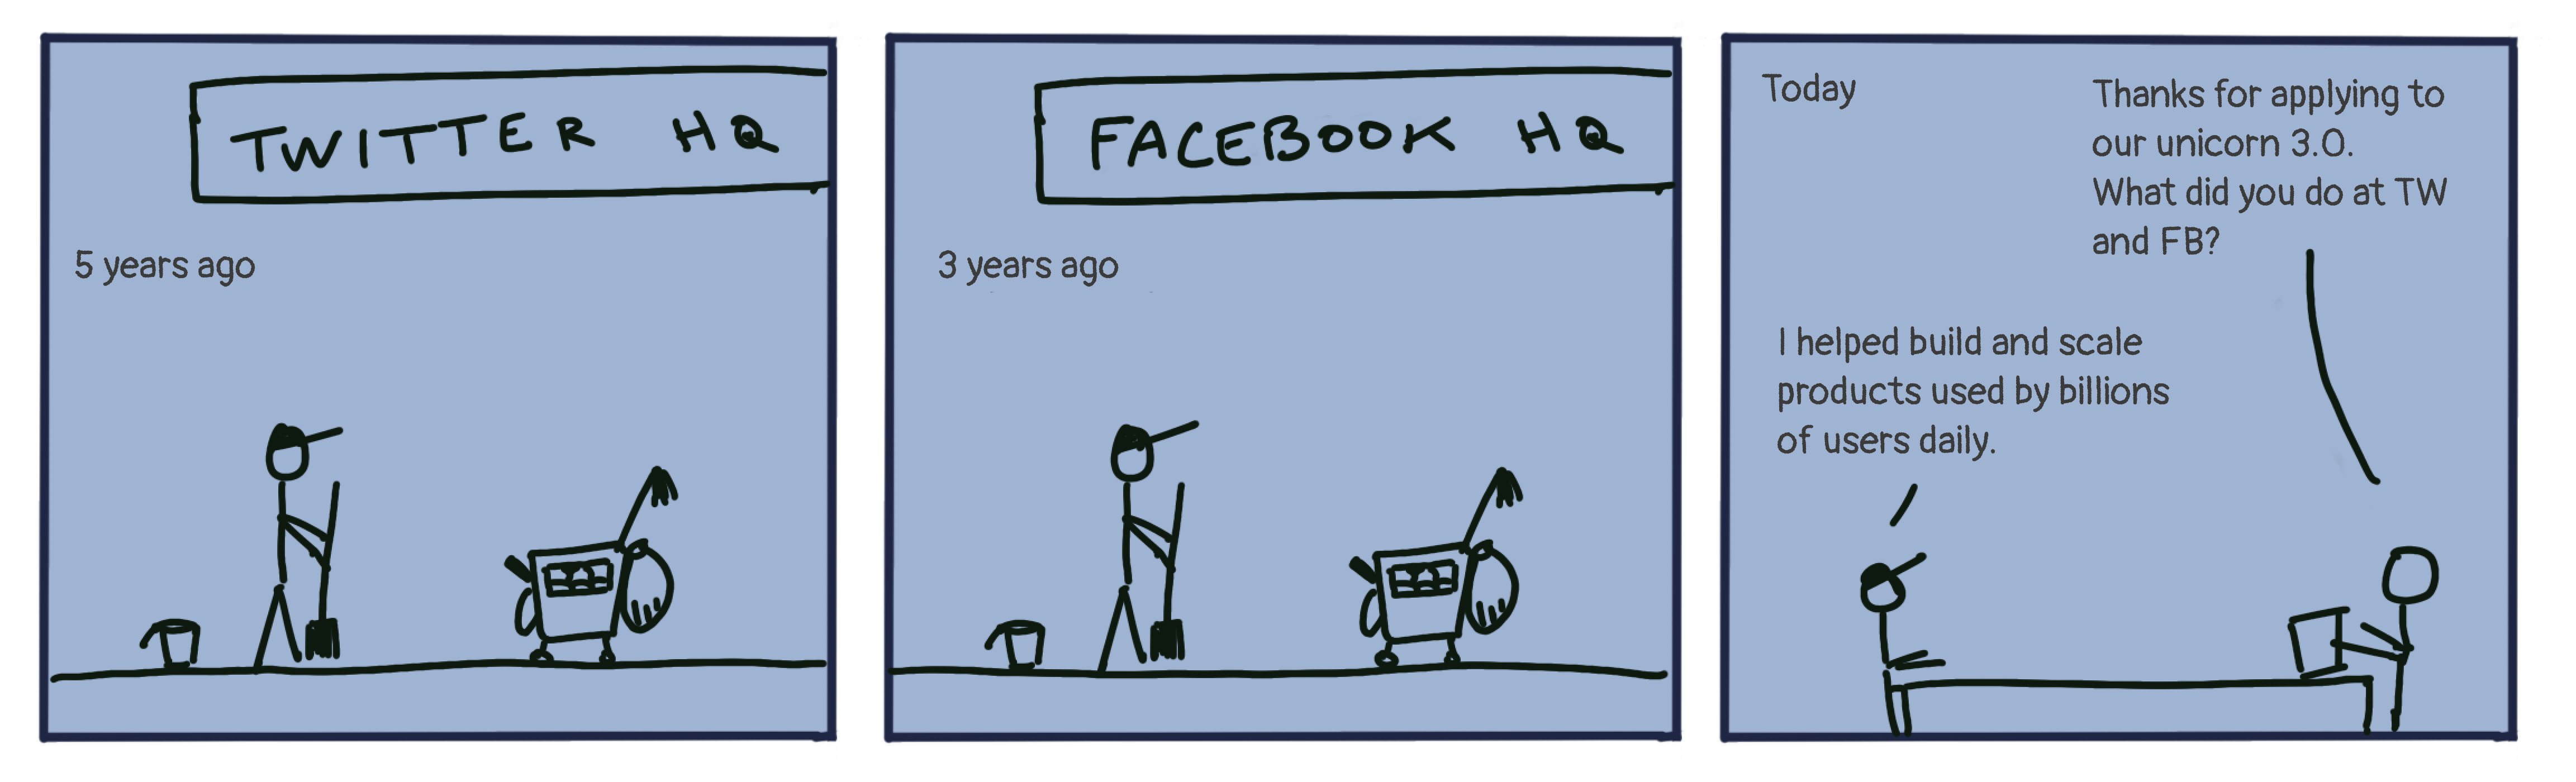 TWITTER HQ
5 years ago
FACEBOOK HQ
3 years ago
Today
Thanks for applying to
our unicorn 3.0.
What did you do at TW
and FB?
I helped build and scale
products used by billions
of users daily.